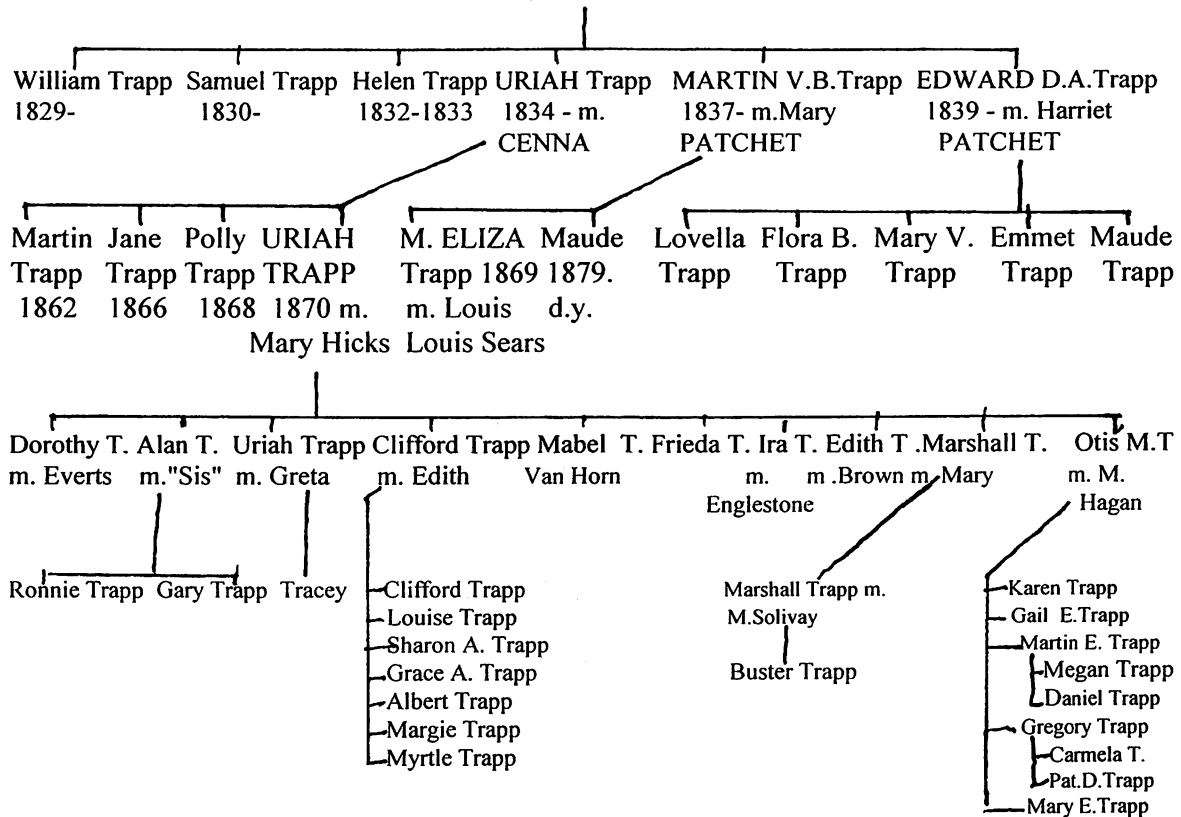 William Trapp Samuel Trapp Helen Trapp URIAH Trapp MARTIN V.B.Trapp EDWARD D.A.Trapp
1829- 1830- 1832-1833 1834 - m. 1837- m.Mary 1839 - m. Harriet
CENNA PATCHET PATCHET
Martin Jane Polly URIAH M. ELIZA Maude Lovella Flora B. Mary V. Emmet Maude
Trapp Trapp Trapp TRAPP Trapp 1869 1879. Trapp Trapp Trapp Trapp Trapp
1862 1866 1868 1870 m. m. Louis d.y.
Mary Hicks Louis Sears
Dorothy T. Alan T. Uriah Trapp Clifford Trapp Mabel T. Frieda T. Ira T. Edith T .Marshall T. Otis M.T
m. Everts m."Sis" m. Greta m. Edith Van Horn m. m .Brown m. Mary m. M.
Englestone Hagan
Ronnie Trapp Gary Trapp Tracey
Clifford Trapp
Louise Trapp
Sharon A. Trapp
Grace A. Trapp
Albert Trapp
Margie Trapp
Myrtle Trapp
Marshall Trapp m.
M.Solivay
Buster Trapp
Karen Trapp
Gail E.Trapp
Martin E. Trapp
Megan Trapp
Daniel Trapp
Gregory Trapp
Carmela T.
Pat.D.Trapp
Mary E.Trapp